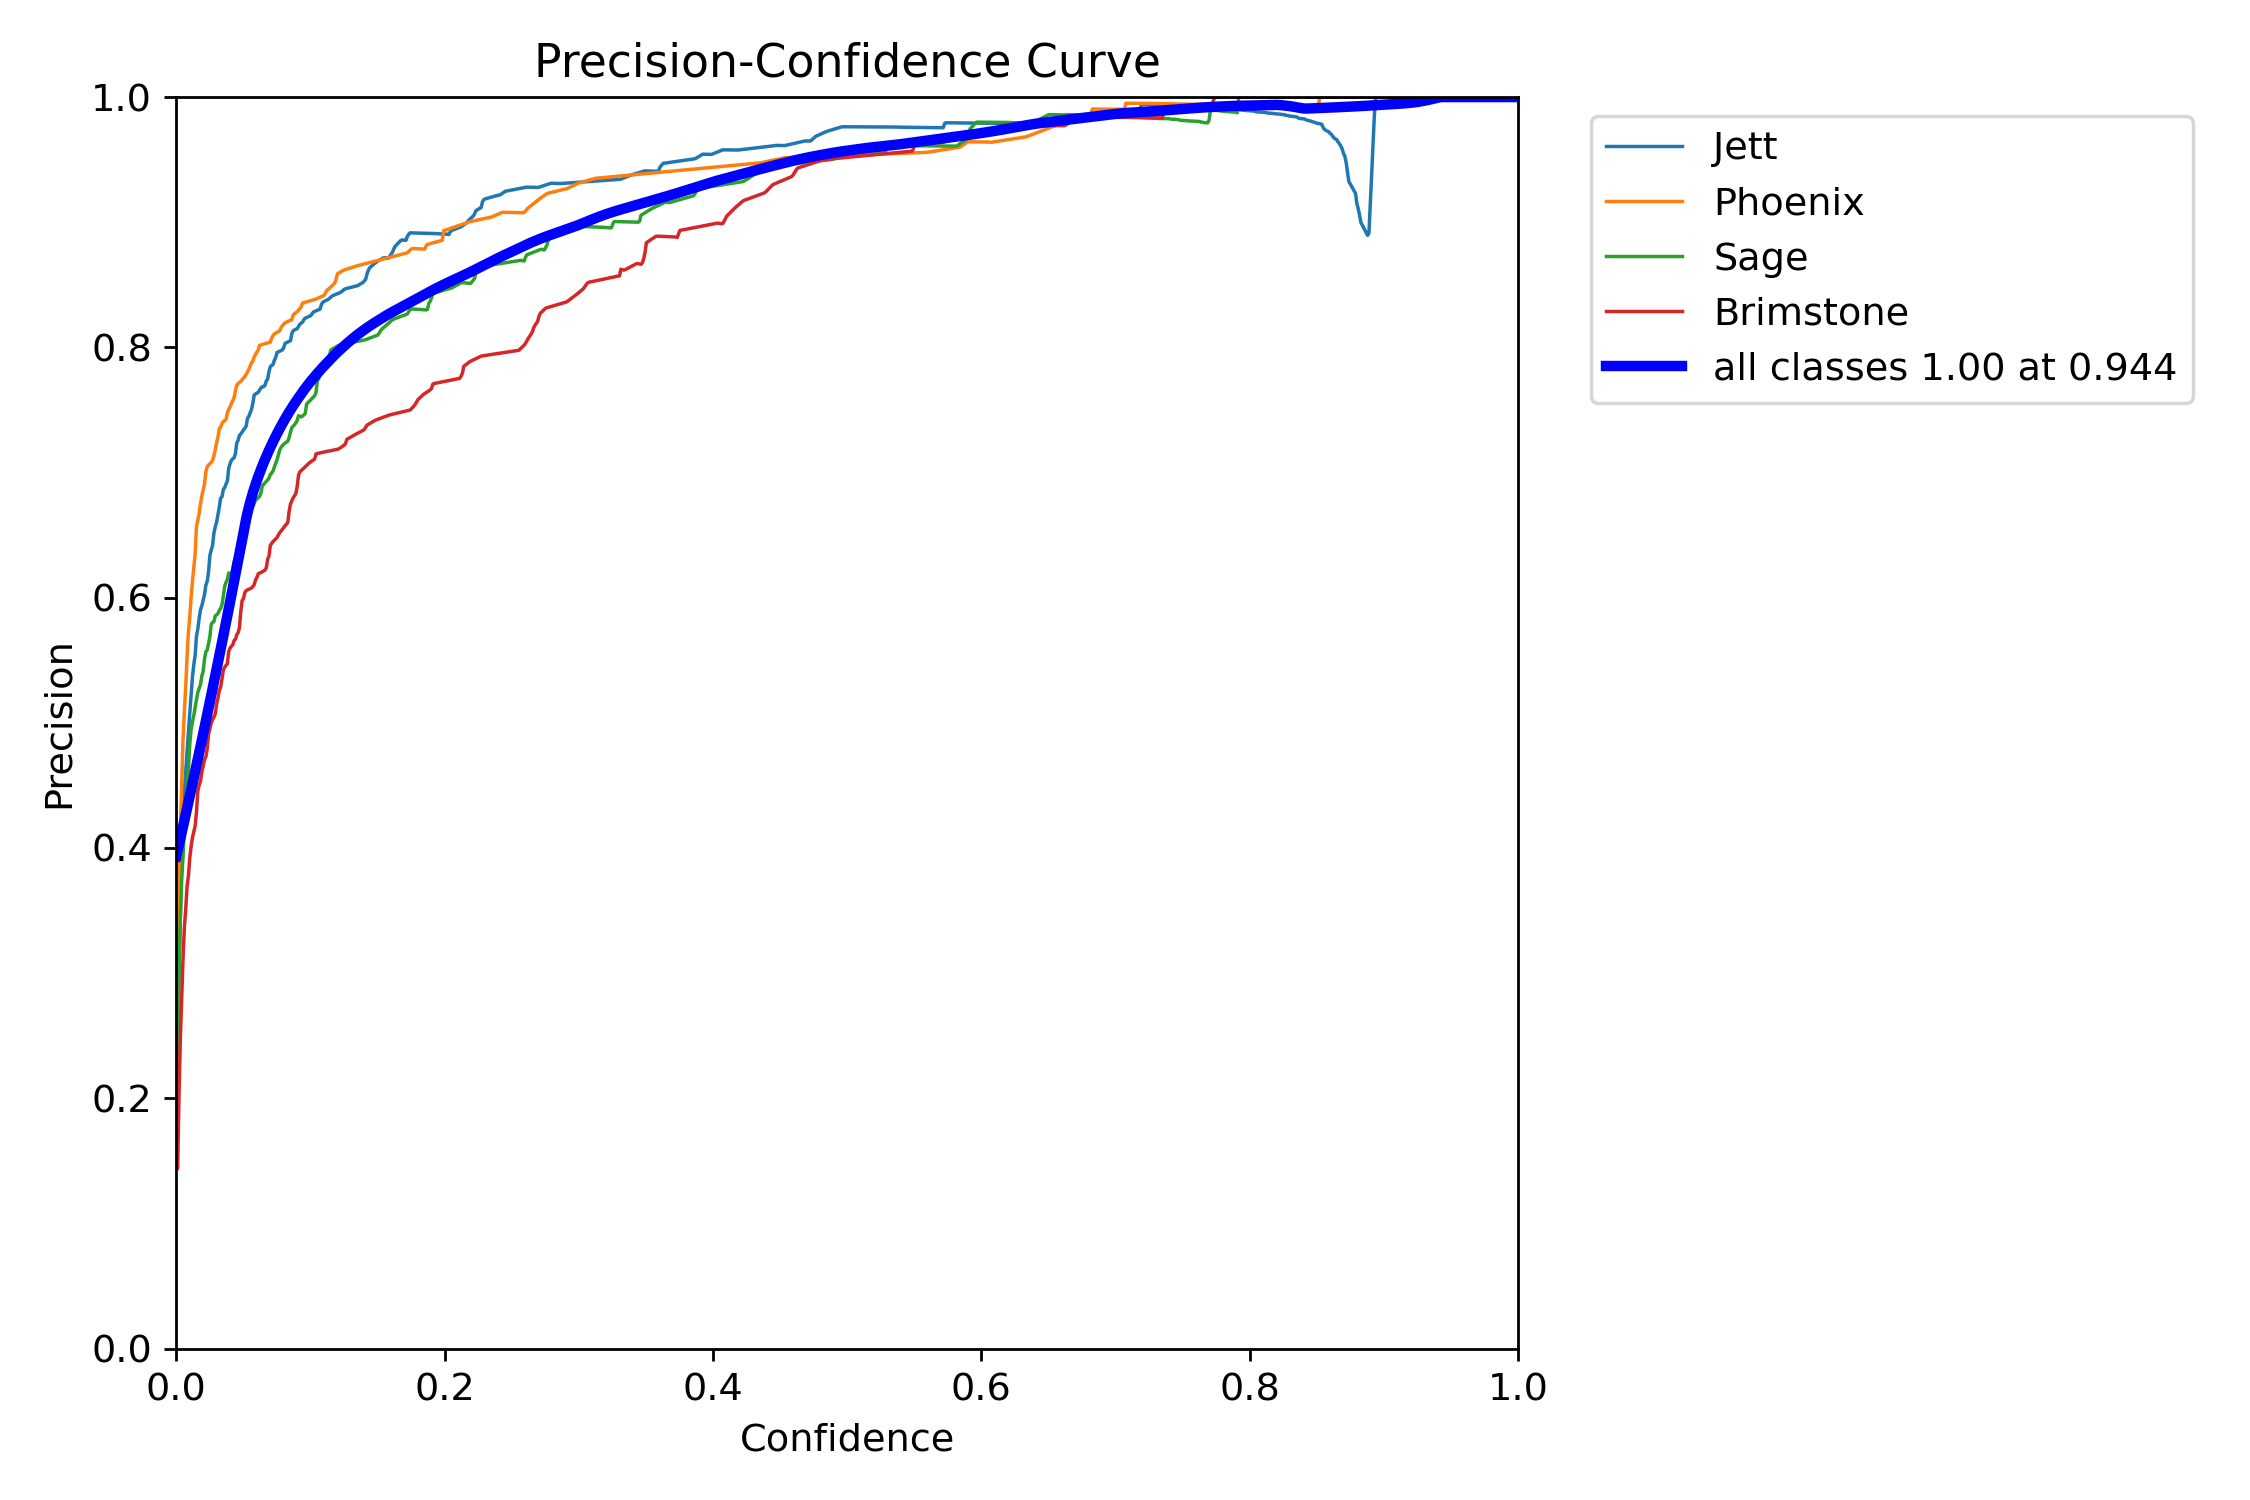 Precision-Confidence Curve
1.0
0.8
0.6
0.4
0.2
0.0
Precision
0.0 0.2 0.4 0.6 0.8 1.0
Confidence
Jett
Phoenix
Sage
Brimstone
all classes 1.00 at 0.944